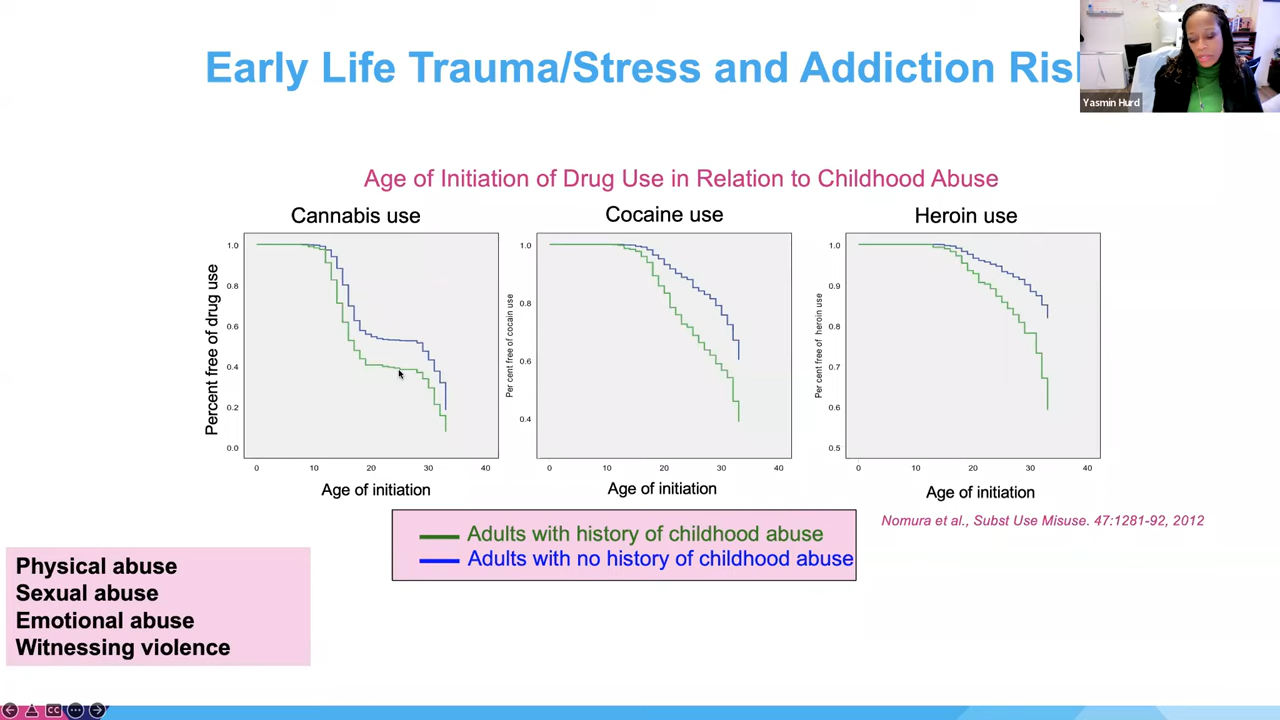 Early Life Trauma/Stress and Addiction Ris
Yasmin Hurd
Age of Initiation of Drug Use in Relation to Childhood Abuse
Cannabis use
Cocaine use
Heroin use
Percent free of drug use
1.0
0.8
0.6
0.4
0.2
0.0
0 10 20 30 40
Age of initiation
Per cent free of cocain use
1.0
0.8
0.6
0.4
0 10 20 30 40
Age of initiation
Per cent free of heroin use
1.0
0.9
0.8
0.7
0.6
0.5
0 10 20 30 40
Age of initiation
Adults with history of childhood abuse
Adults with no history of childhood abuse
Nomura et al., Subst Use Misuse. 47:1281-92, 2012
Physical abuse
Sexual abuse
Emotional abuse
Witnessing violence
CC